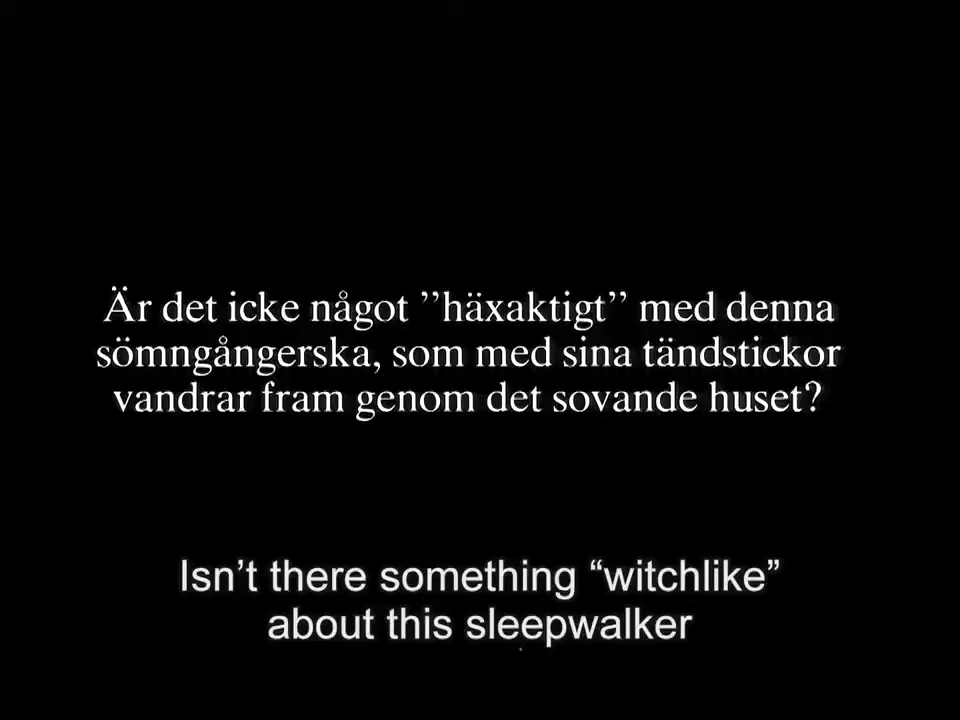 Är det icke något ”häxaktigt” med denna
sömngångerska, som med sina tändstickor
vandrar fram genom det sovande huset?
Isn’t there something “witchlike”
about this sleepwalker